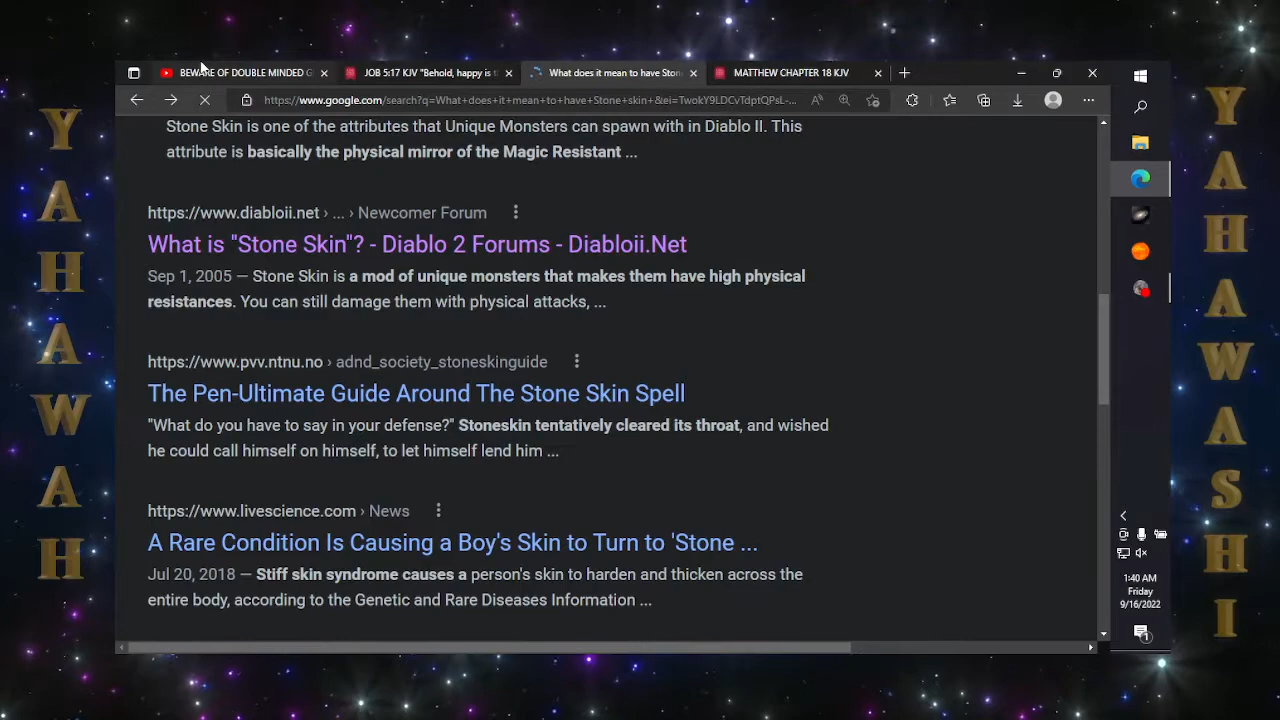 BEWARE OF DOUBLE MINDED G
JOB 5:17 KJV "Behold, happy is t
What does it mean to have Ston
MATTHEW CHAPTER 18 KJV
https://www.google.com/search?q=What+does+it+mean+to+have+Stone+skin+&ei=TwokY9LDCvTdptQPsL-...
Stone Skin is one of the attributes that Unique Monsters can spawn with in Diablo II. This
attribute is basically the physical mirror of the Magic Resistant ...
https://www.diabloii.net › ... › Newcomer Forum
What is "Stone Skin"? - Diablo 2 Forums - Diabloii.Net
Sep 1, 2005 — Stone Skin is a mod of unique monsters that makes them have high physical
resistances. You can still damage them with physical attacks, ...
https://www.pvv.ntnu.no › adnd_society_stoneskinguide
The Pen-Ultimate Guide Around The Stone Skin Spell
"What do you have to say in your defense?" Stoneskin tentatively cleared its throat, and wished
he could call himself on himself, to let himself lend him ...
https://www.livescience.com › News
A Rare Condition Is Causing a Boy's Skin to Turn to 'Stone ...
Jul 20, 2018 — Stiff skin syndrome causes a person's skin to harden and thicken across the
entire body, according to the Genetic and Rare Diseases Information ...
YAHAWAH
YAHAWASHI
1:40 AM
Friday
9/16/2022
1